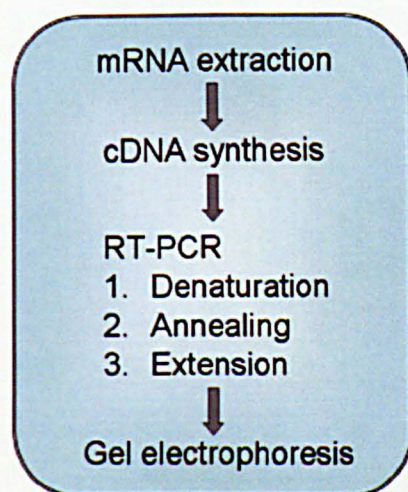 mRNA extraction
cDNA synthesis
RT-PCR
1. Denaturation
2. Annealing
3. Extension
Gel electrophoresis